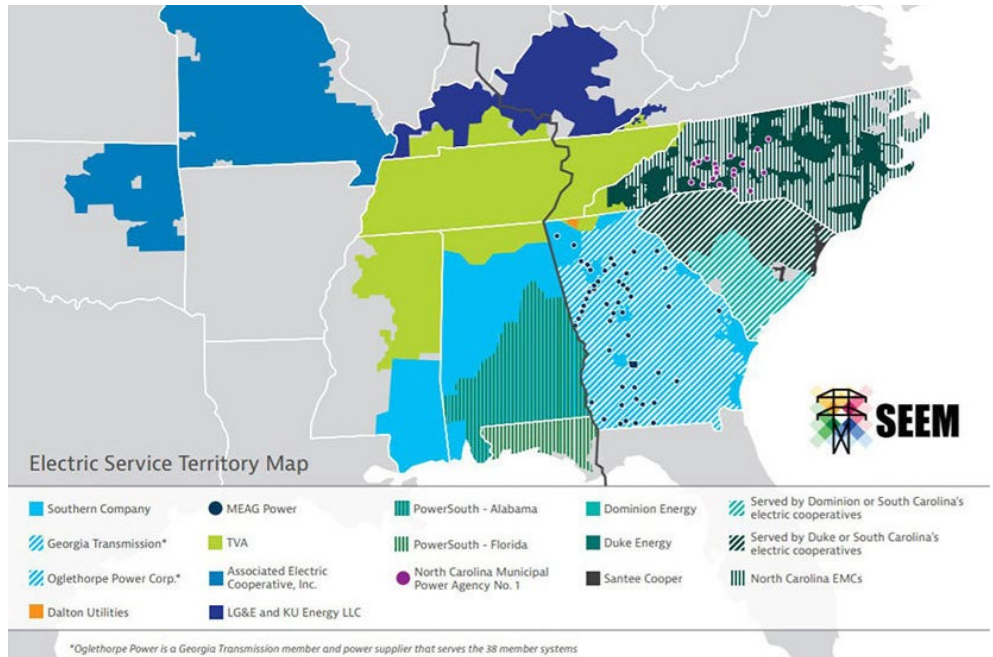 SEEM
Electric Service Territory Map
Southern Company
Georgia Transmission*
Oglethorpe Power Corp.*
Dalton Utilities
MEAG Power
TVA
Associated Electric
Cooperative, Inc.
LG&E and KU Energy LLC
PowerSouth - Alabama
PowerSouth - Florida
North Carolina Municipal
Power Agency No. 1
Dominion Energy
Duke Energy
Santee Cooper
Served by Dominion or South Carolina's
electric cooperatives
Served by Duke or South Carolina's
electric cooperatives
North Carolina EMCs
*Oglethorpe Power is a Georgia Transmission member and power supplier that serves the 38 member systems